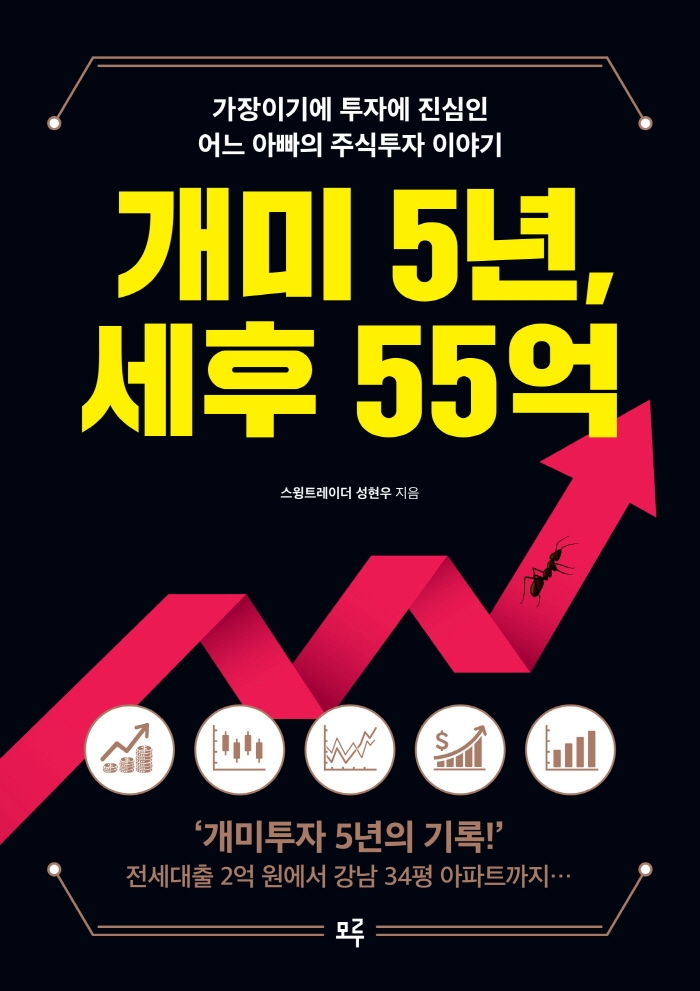 가장이기에 투자에 진심인
어느 아빠의 주식투자 이야기
개미 5년,
세후 55억
스윙트레이더 성현우 지음
$
‘개미투자 5년의 기록!’
전세대출 2억 원에서 강남 34평 아파트까지…
모루